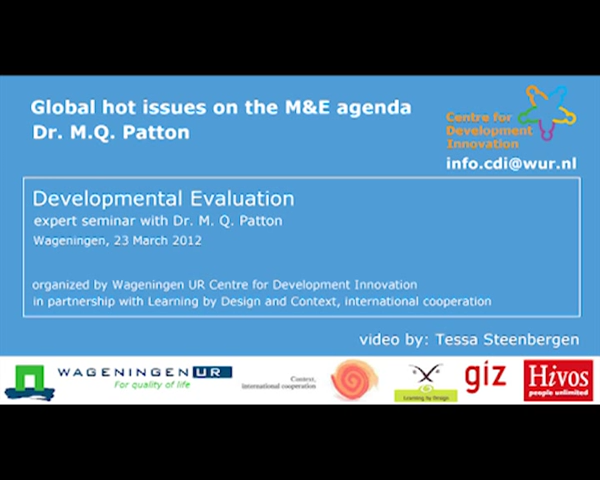 Global hot issues on the M&E agenda
Dr. M.Q. Patton
Centre for
Development
Innovation
info.cdi@wur.nl
Developmental Evaluation
expert seminar with Dr. M. Q. Patton
Wageningen, 23 March 2012
organized by Wageningen UR Centre for Development Innovation
in partnership with Learning by Design and Context, international cooperation
video by: Tessa Steenbergen
WAGENINGEN UR
For quality of life
Context,
international cooperation
Learning by Design
giz
Hivos
people unlimited